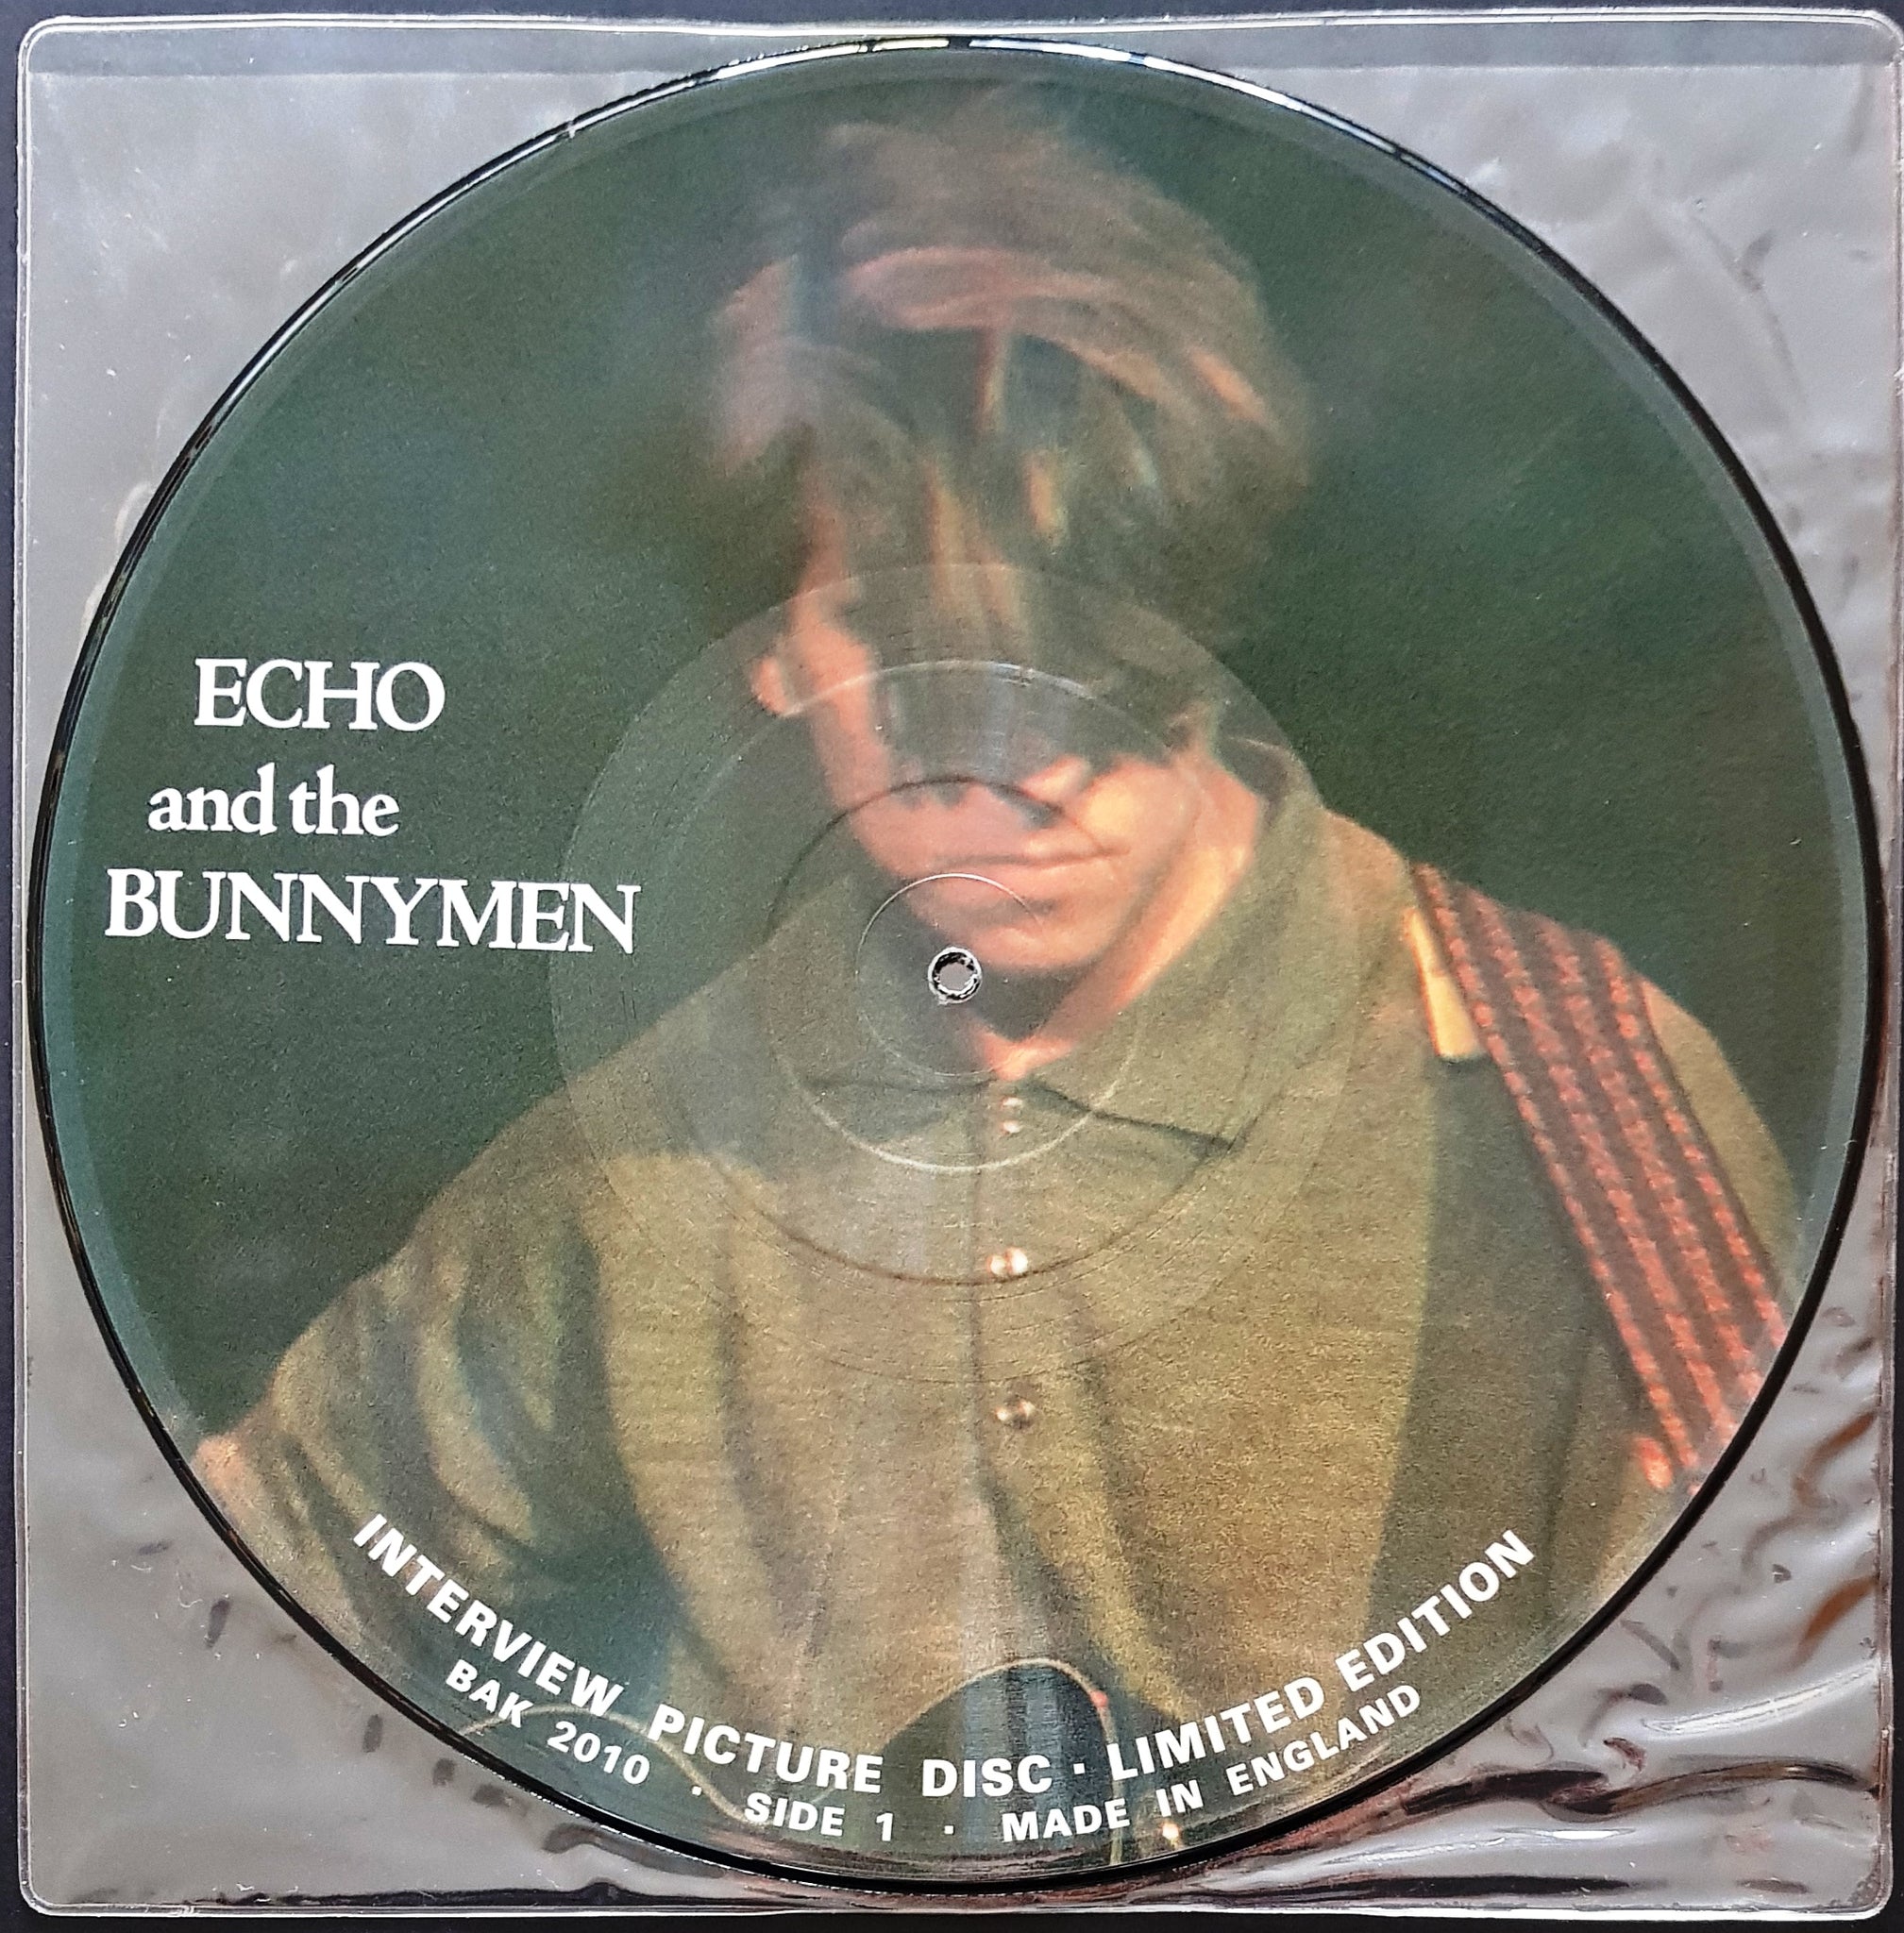 ECHO
and the
BUNNYMEN
INTERVIEW PICTURE DISC · LIMITED EDITION
BAK 2010 · SIDE 1 · MADE IN ENGLAND